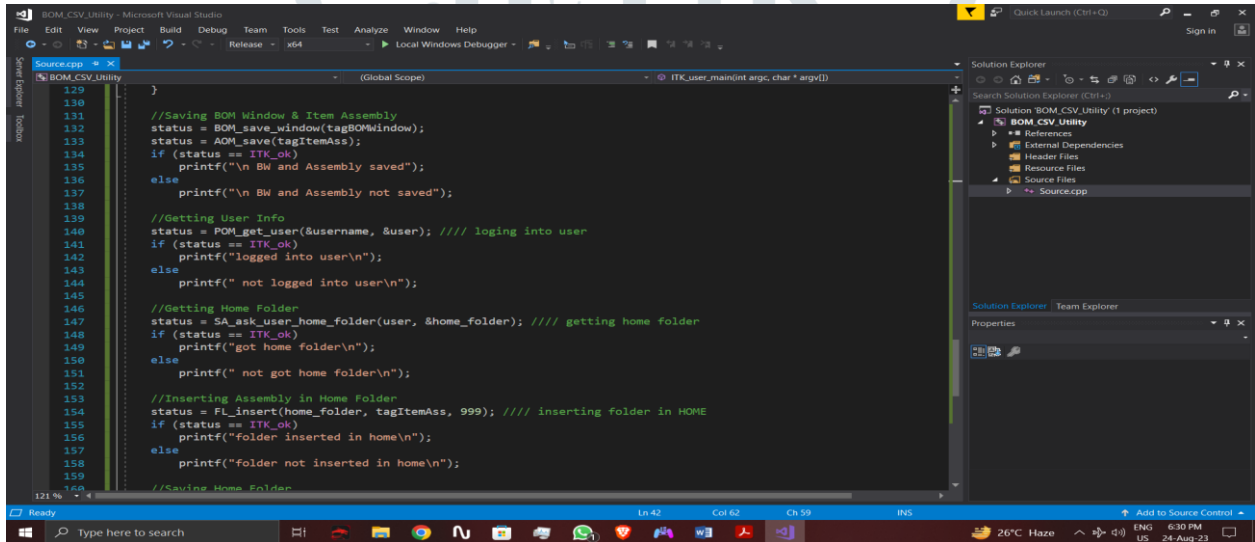 BOM_CSV_Utility - Microsoft Visual Studio
Quick Launch (Ctrl+Q)
File Edit View Project Build Debug Team Tools Test Analyze Window Help
Sign in
Release x64 Local Windows Debugger
Server Explorer
Toolbox
Source.cpp
BOM_CSV_Utility (Global Scope) ITK_user_main(int argc, char * argv[])
129 }
130
131 //Saving BOM Window & Item Assembly
132 status = BOM_save_window(tagBOMWindow);
133 status = AOM_save(tagItemAss);
134 if (status == ITK_ok)
135 printf("\n BW and Assembly saved");
136 else
137 printf("\n BW and Assembly not saved");
138
139 //Getting User Info
140 status = POM_get_user(&username, &user); //// loging into user
141 if (status == ITK_ok)
142 printf("logged into user\n");
143 else
144 printf(" not logged into user\n");
145
146 //Getting Home Folder
147 status = SA_ask_user_home_folder(user, &home_folder); //// getting home folder
148 if (status == ITK_ok)
149 printf("got home folder\n");
150 else
151 printf(" not got home folder\n");
152
153 //Inserting Assembly in Home Folder
154 status = FL_insert(home_folder, tagItemAss, 999); //// inserting folder in HOME
155 if (status == ITK_ok)
156 printf("folder inserted in home\n");
157 else
158 printf("folder not inserted in home\n");
159
160 //Saving Home Folder
121 %
Solution Explorer
Search Solution Explorer (Ctrl+;)
Solution 'BOM_CSV_Utility' (1 project)
BOM_CSV_Utility
References
External Dependencies
Header Files
Resource Files
Source Files
Source.cpp
Solution Explorer Team Explorer
Properties
Ready Ln 42 Col 62 Ch 59 INS Add to Source Control
Type here to search
26°C Haze
ENG
US
6:30 PM
24-Aug-23